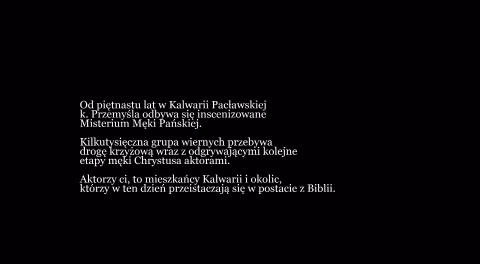 Od piętnastu lat w Kalwarii Pacławskiej
k. Przemyśla odbywa się inscenizowane
Misterium Męki Pańskiej.
Kilkutysięczna grupa wiernych przebywa
drogę krzyżową wraz z odgrywającymi kolejne
etapy męki Chrystusa aktorami.
Aktorzy ci, to mieszkańcy Kalwarii i okolic,
którzy w ten dzień przeistaczają się w postacie z Biblii.